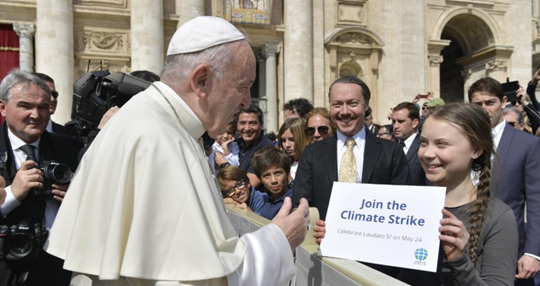 Join the
Climate Strike
Celebrate Laudato Si' on May 24